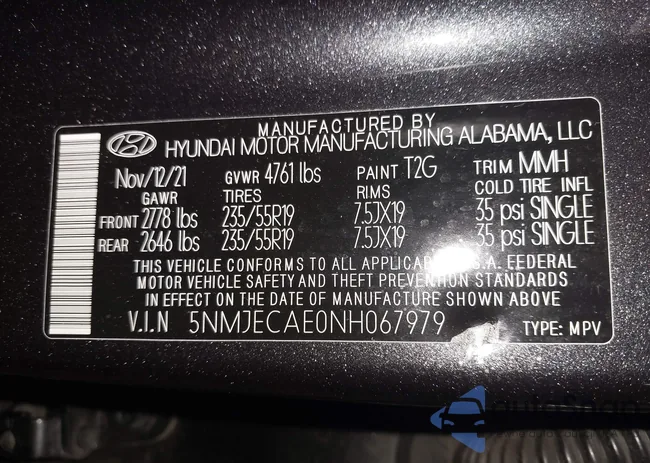 MANUFACTURED BY
HYUNDAI MOTOR MANUFACTURING ALABAMA, LLC
Nov/12/21 GVWR 4761 lbs PAINT T2G TRIM MMH
GAWR TIRES RIMS COLD TIRE INFL
FRONT 2778 lbs 235/55R19 7.5JX19 35 psi SINGLE
REAR 2646 lbs 235/55R19 7.5JX19 35 psi SINGLE
THIS VEHICLE CONFORMS TO ALL APPLICAB U.S.A. FEDERAL
MOTOR VEHICLE SAFETY AND THEFT PREVENTION STANDARDS
IN EFFECT ON THE DATE OF MANUFACTURE SHOWN ABOVE
V.I.N 5NMJECAE0NH067979 TYPE: MPV